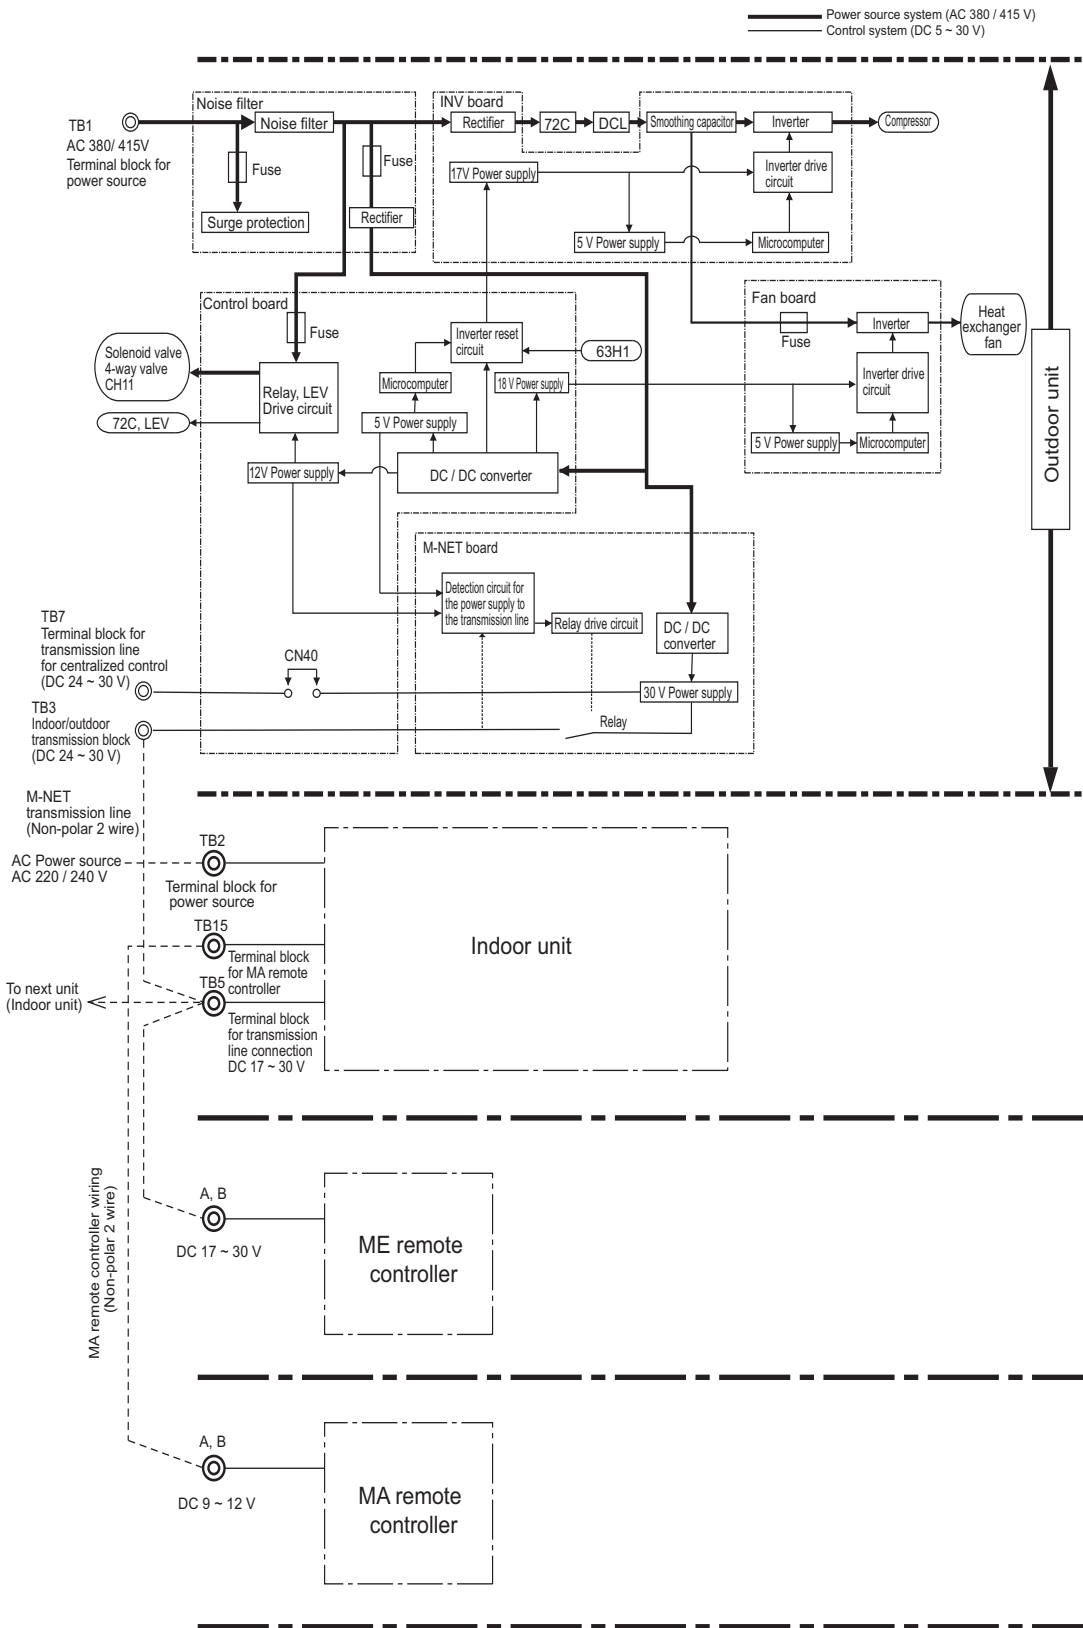 Power source system (AC 380 / 415 V)
Control system (DC 5 ~ 30 V)
Noise filter
INV board
TB1
AC 380/ 415V
Terminal block for
power source
Noise filter
Rectifier
72C
DCL
Smoothing capacitor
Inverter
Compressor
Fuse
Fuse
17V Power supply
Inverter drive
circuit
Surge protection
Rectifier
5 V Power supply
Microcomputer
Control board
Fan board
Fuse
Inverter reset
circuit
63H1
Fuse
Inverter
Heat
exchanger
fan
Solenoid valve
4-way valve
CH11
Relay, LEV
Drive circuit
Microcomputer
18 V Power supply
Inverter drive
circuit
72C, LEV
5 V Power supply
5 V Power supply
Microcomputer
12V Power supply
DC / DC converter
Outdoor unit
M-NET board
Detection circuit for
the power supply to
the transmission line
Relay drive circuit
DC / DC
converter
TB7
Terminal block for
transmission line
for centralized control
(DC 24 ~ 30 V)
CN40
30 V Power supply
TB3
Indoor/outdoor
transmission block
(DC 24 ~ 30 V)
Relay
M-NET
transmission line
(Non-polar 2 wire)
AC Power source
AC 220 / 240 V
TB2
Terminal block for
power source
TB15
Terminal block
for MA remote
controller
Indoor unit
To next unit
(Indoor unit)
TB5
Terminal block
for transmission
line connection
DC 17 ~ 30 V
MA remote controller wiring
(Non-polar 2 wire)
A, B
DC 17 ~ 30 V
ME remote
controller
A, B
DC 9 ~ 12 V
MA remote
controller